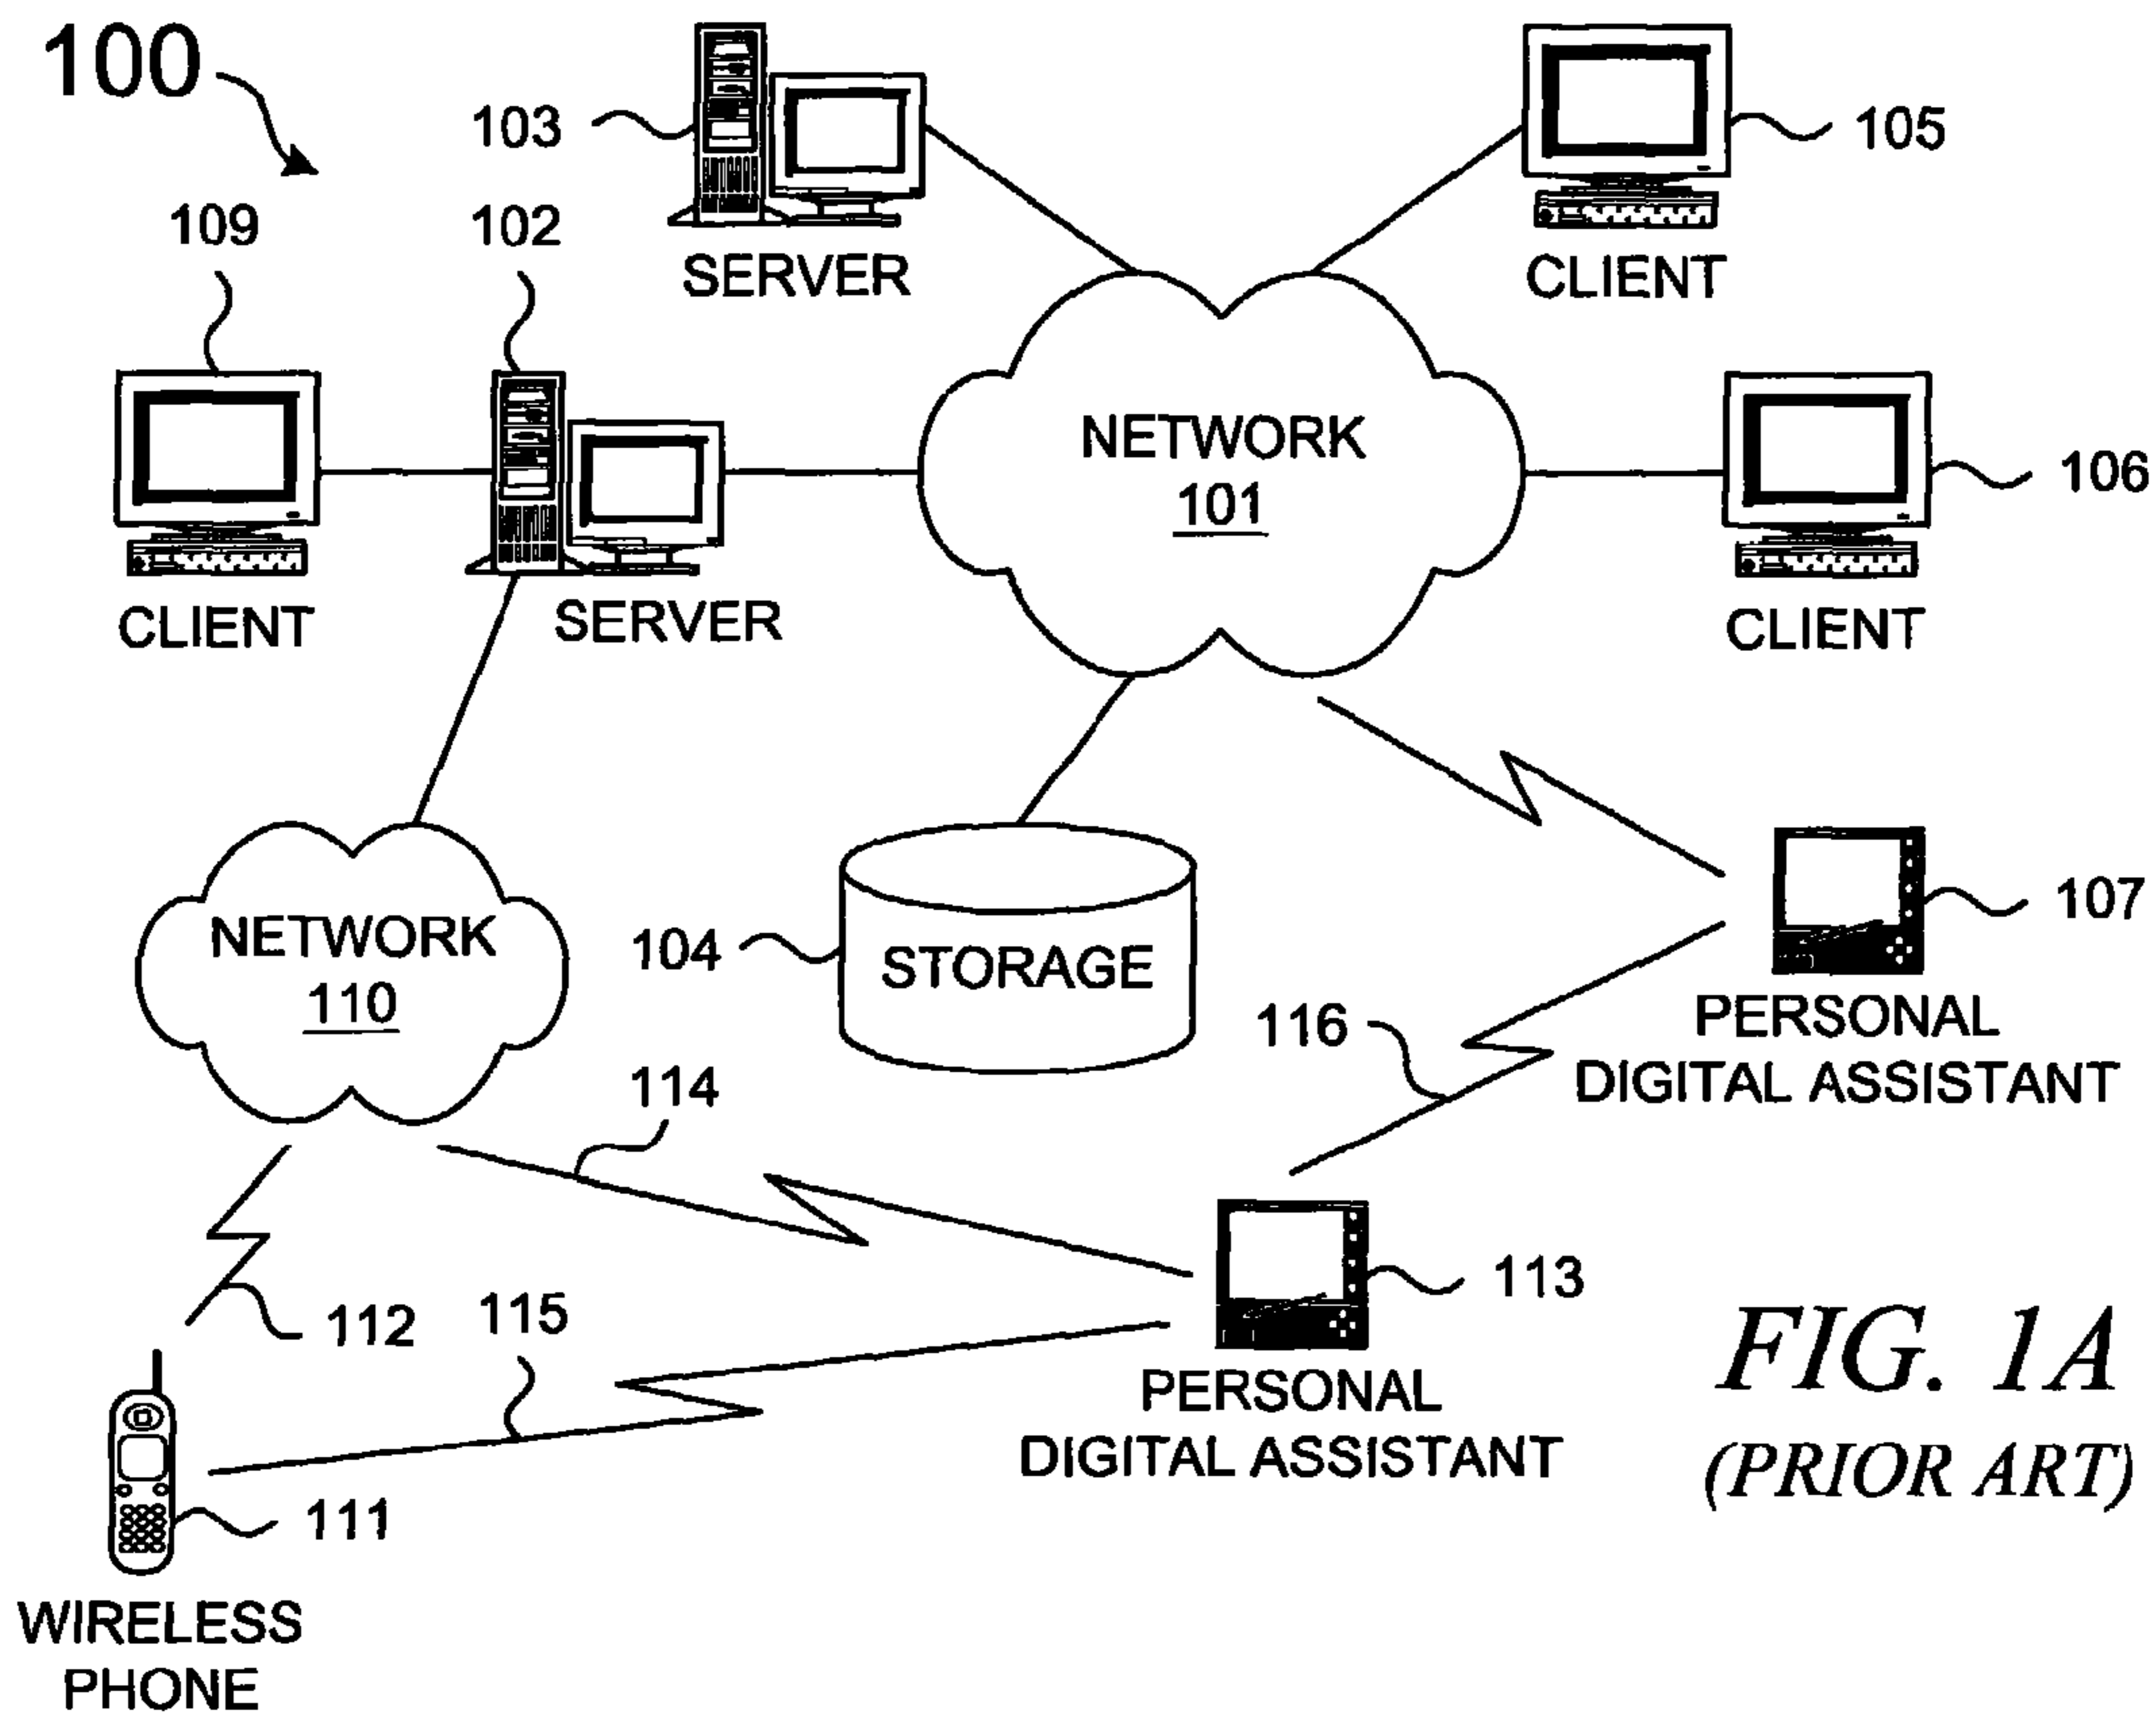 100
103
SERVER
105
CLIENT
109
CLIENT
102
SERVER
NETWORK
101
106
CLIENT
NETWORK
110
104
STORAGE
107
PERSONAL
DIGITAL ASSISTANT
116
114
112
115
113
PERSONAL
DIGITAL ASSISTANT
111
WIRELESS
PHONE
FIG. 1A
(PRIOR ART)